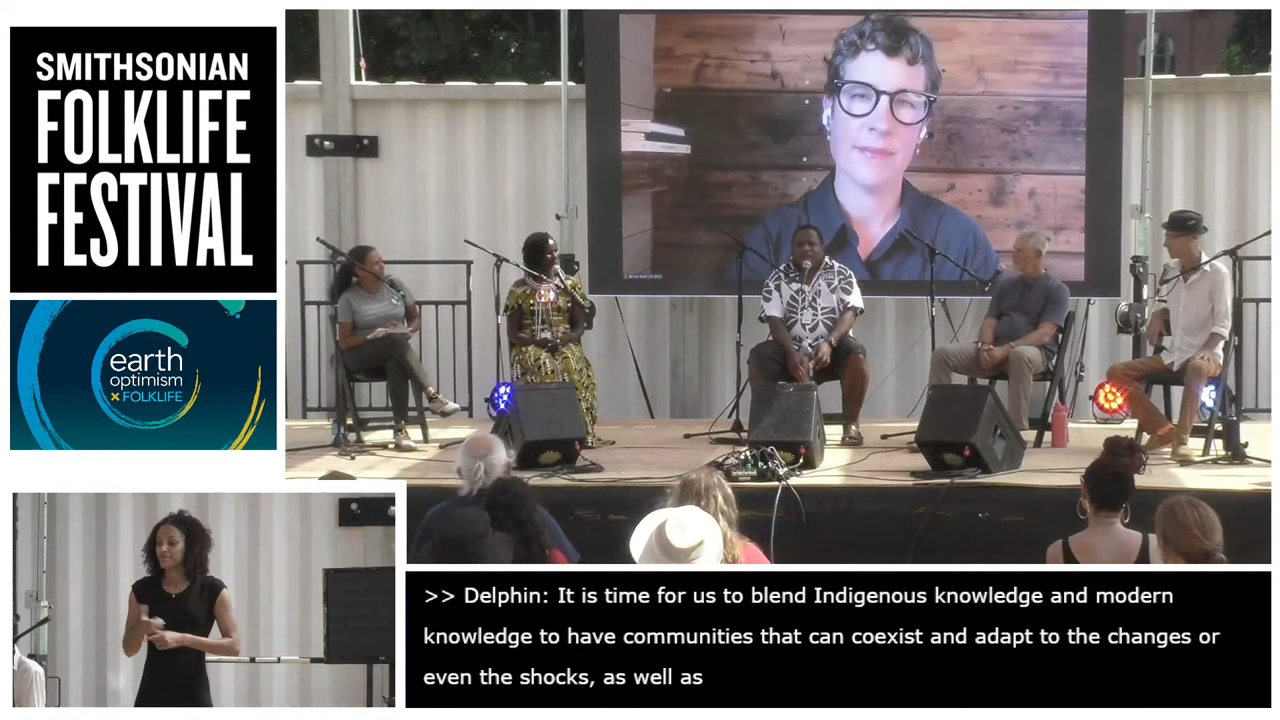 SMITHSONIAN
FOLKLIFE
FESTIVAL
earth
optimism
× FOLKLIFE
>> Delphin: It is time for us to blend Indigenous knowledge and modern
knowledge to have communities that can coexist and adapt to the changes or
even the shocks, as well as